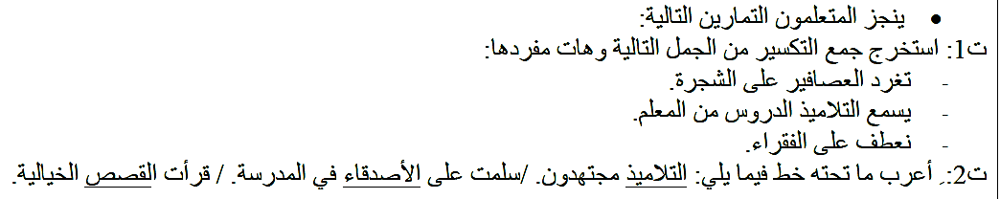 • ينجز المتعلمون التمارين التالية:
ت1: استخرج جمع التكسير من الجمل التالية وهات مفردها:
- تغرد العصافير على الشجرة.
- يسمع التلاميذ الدروس من المعلم.
- نعطف على الفقراء.
ت2:ِ أعرب ما تحته خط فيما يلي: التلاميذ مجتهدون. /سلمت على الأصدقاء في المدرسة. / قرأت القصص الخيالية.